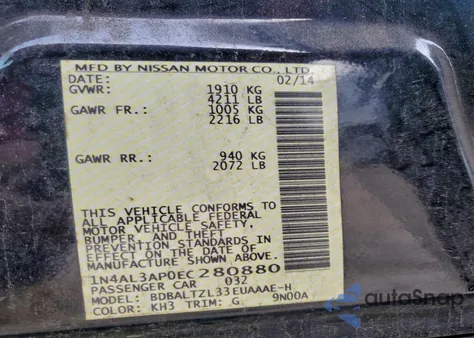 MFD BY NISSAN MOTOR CO., LTD.
DATE: 02/14
GVWR: 1910 KG
4211 LB
GAWR FR.: 1005 KG
2216 LB
GAWR RR.: 940 KG
2072 LB
THIS VEHICLE CONFORMS TO
ALL APPLICABLE FEDERAL
MOTOR VEHICLE SAFETY,
BUMPER, AND THEFT
PREVENTION STANDARDS IN
EFFECT ON THE DATE OF
MANUFACTURE SHOWN ABOVE.
1N4AL3AP0EC280880
PASSENGER CAR 032
MODEL: BDBALTZL33EUAAAE-H
COLOR: KH3 TRIM: G 9N00A
autoSnap